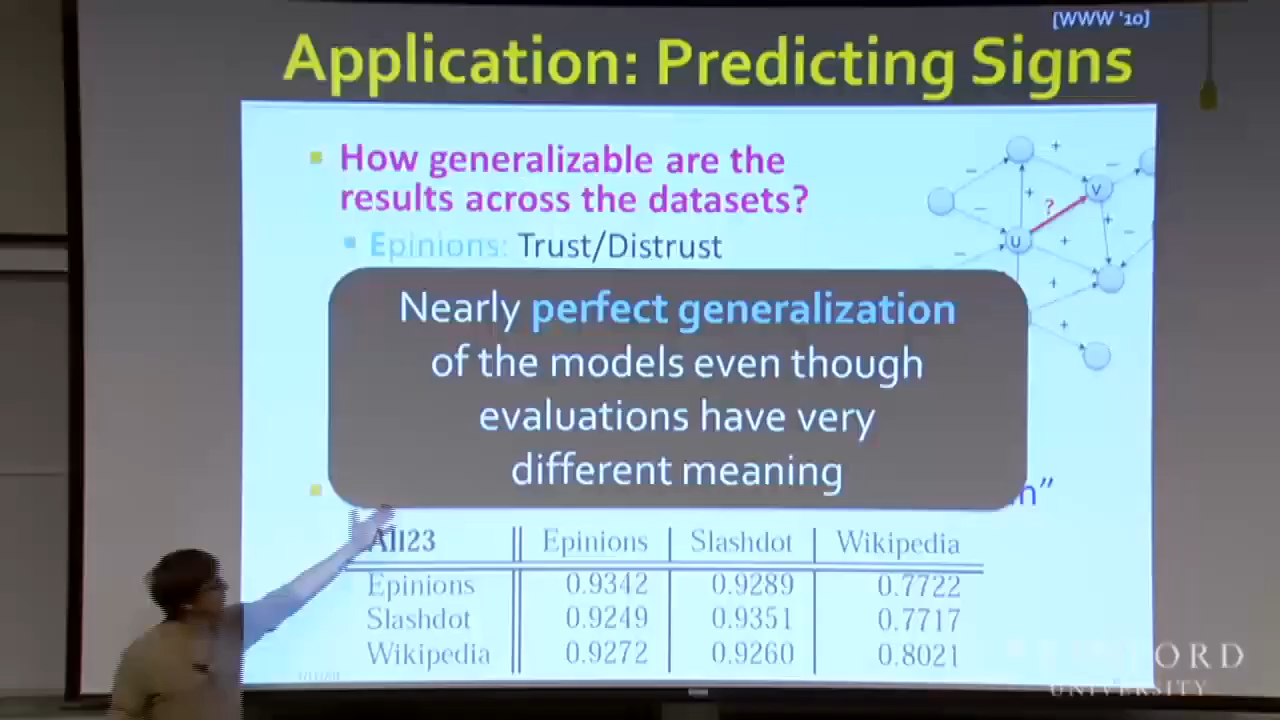 [WWW '10]
Application: Predicting Signs
How generalizable are the
results across the datasets?
Epinions: Trust/Distrust
Nearly perfect generalization
of the models even though
evaluations have very
different meaning
All23 Epinions Slashdot Wikipedia
Epinions 0.9342 0.9289 0.7722
Slashdot 0.9249 0.9351 0.7717
Wikipedia 0.9272 0.9260 0.8021
U
V
?
UNIVERSITY